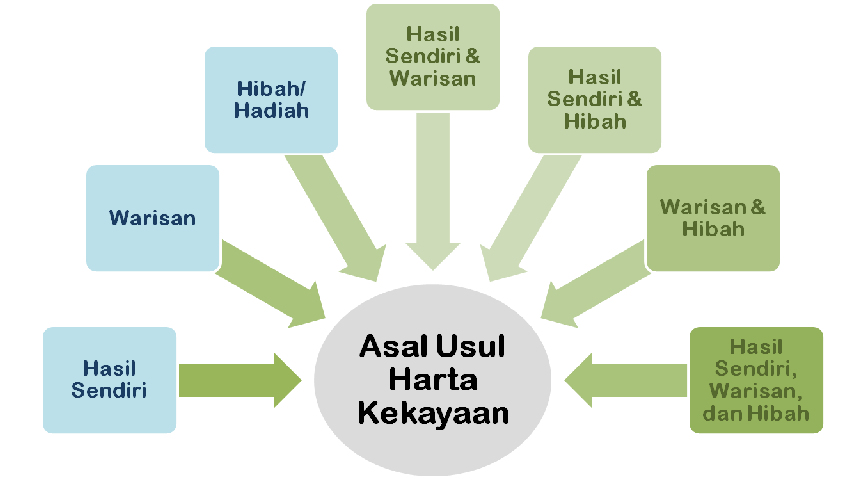 Hasil
Sendiri &
Warisan
Hibah/
Hadiah
Hasil
Sendiri &
Hibah
Warisan
Warisan &
Hibah
Hasil
Sendiri
Asal Usul
Harta
Kekayaan
Hasil
Sendiri,
Warisan,
dan Hibah